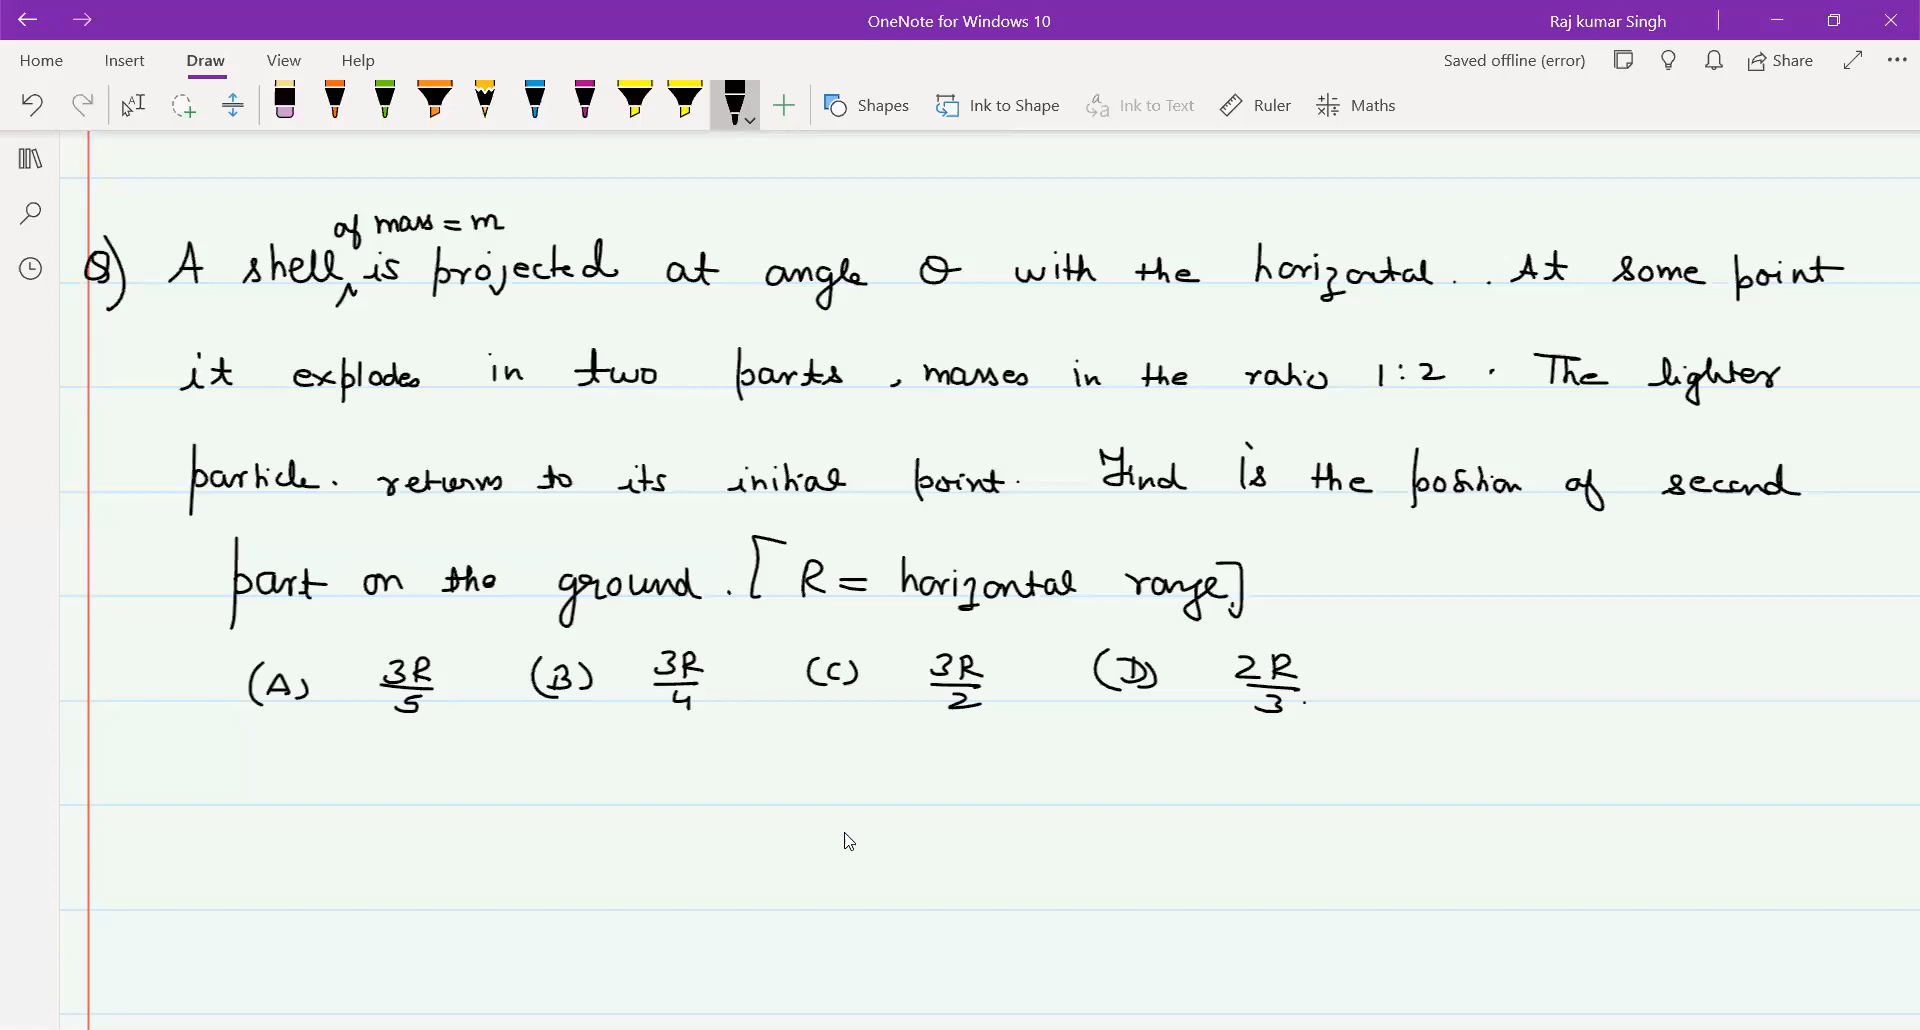 OneNote for Windows 10
Raj kumar Singh
Home Insert Draw View Help
Saved offline (error) Share
Shapes Ink to Shape Ink to Text Ruler Maths
of mass = m
Q) A shell is projected at angle θ with the horizontal.. At some point
it explodes in two parts, masses in the ratio 1:2. The lighter
particle. returns to its initial point. Find is the position of second
part on the ground. [R = horizontal range]
(A) 3R/5 (B) 3R/4 (C) 3R/2 (D) 2R/3.